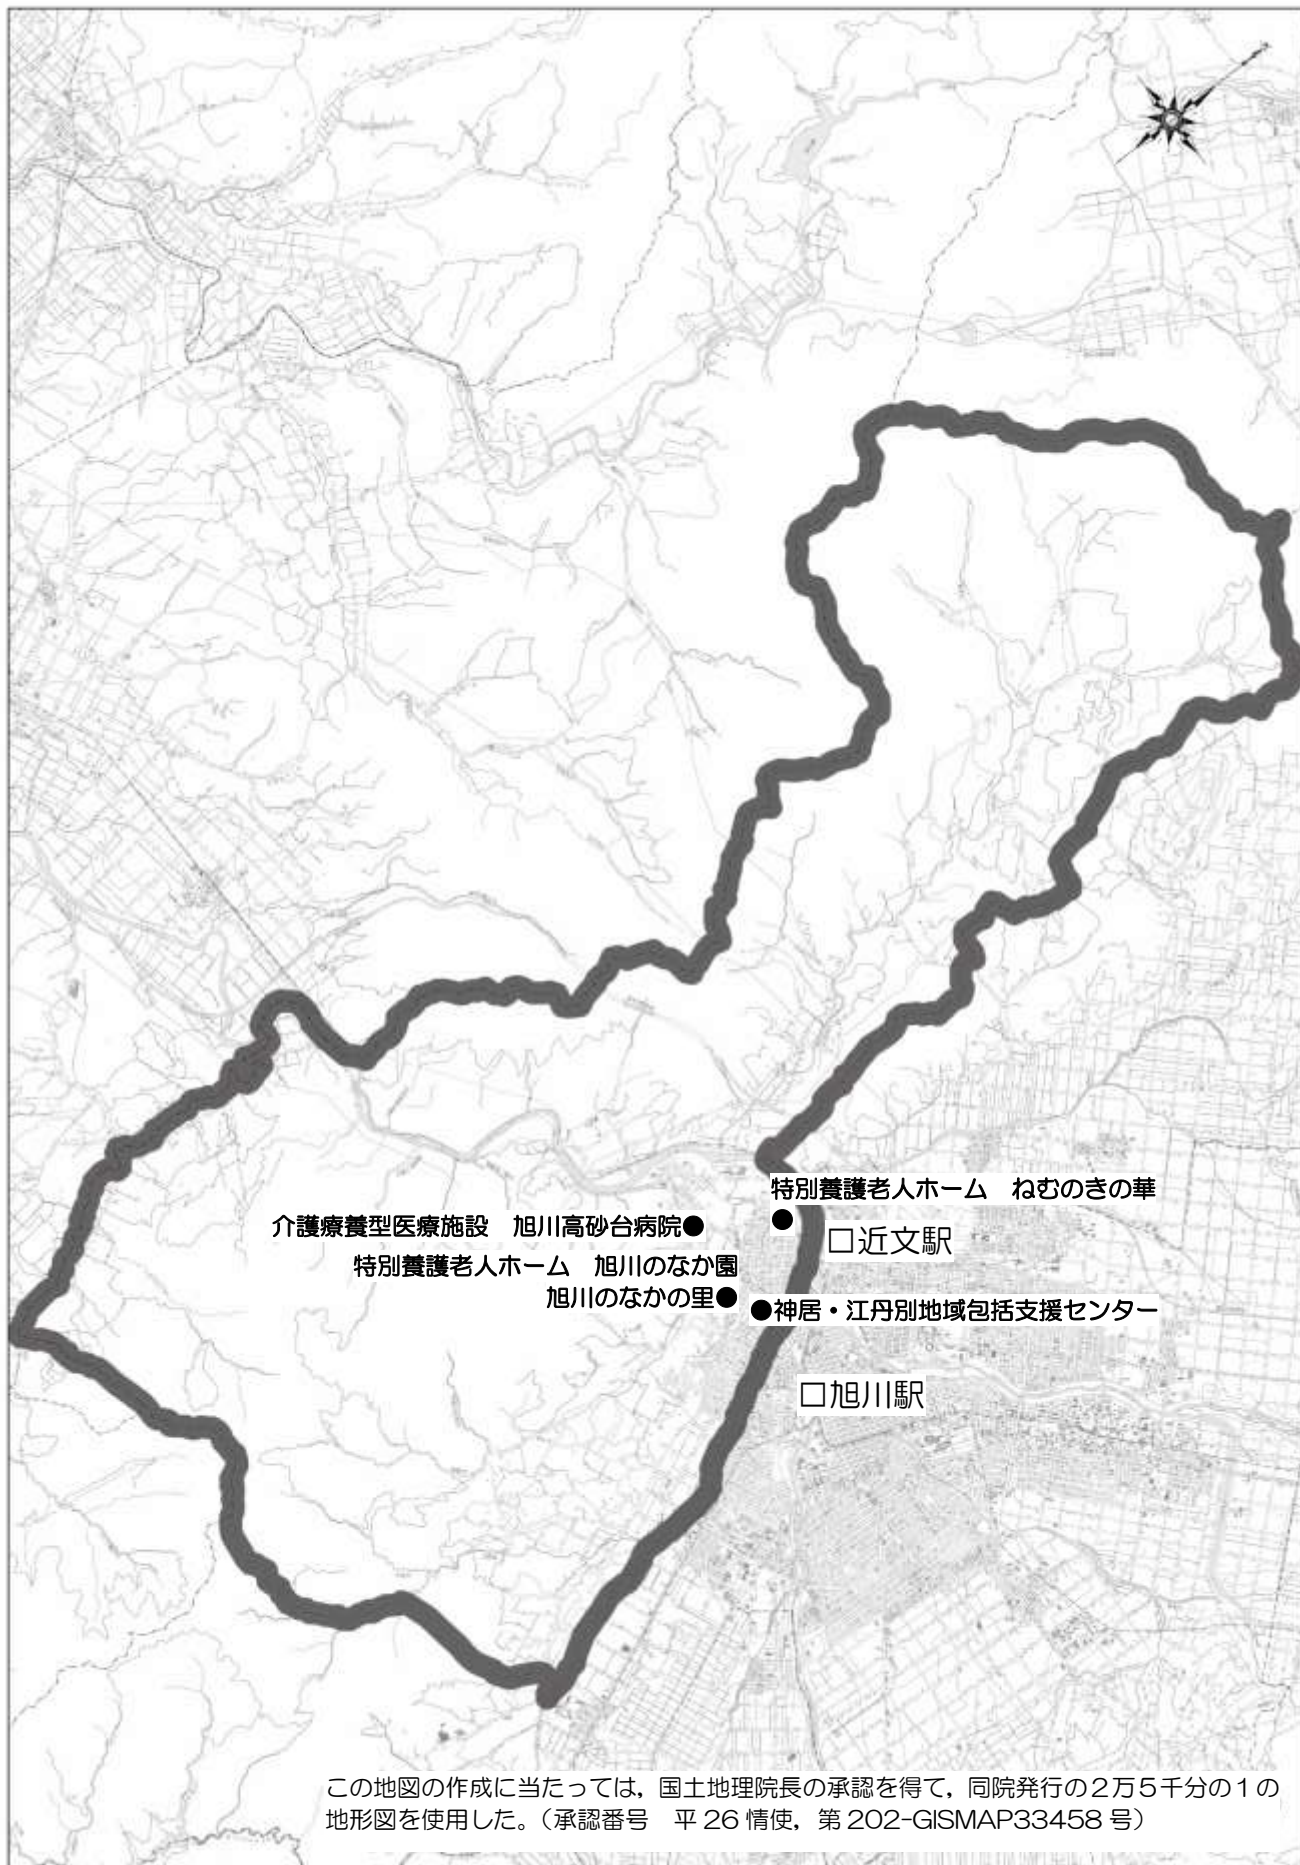 特別養護老人ホーム　ねむのきの華
●
介護療養型医療施設　旭川高砂台病院●
□近文駅
特別養護老人ホーム　旭川のなか園
旭川のなかの里●
●神居・江丹別地域包括支援センター
□旭川駅
この地図の作成に当たっては，国土地理院長の承認を得て，同院発行の２万５千分の１の
地形図を使用した。（承認番号　平 26 情使，第 202-GISMAP33458 号）